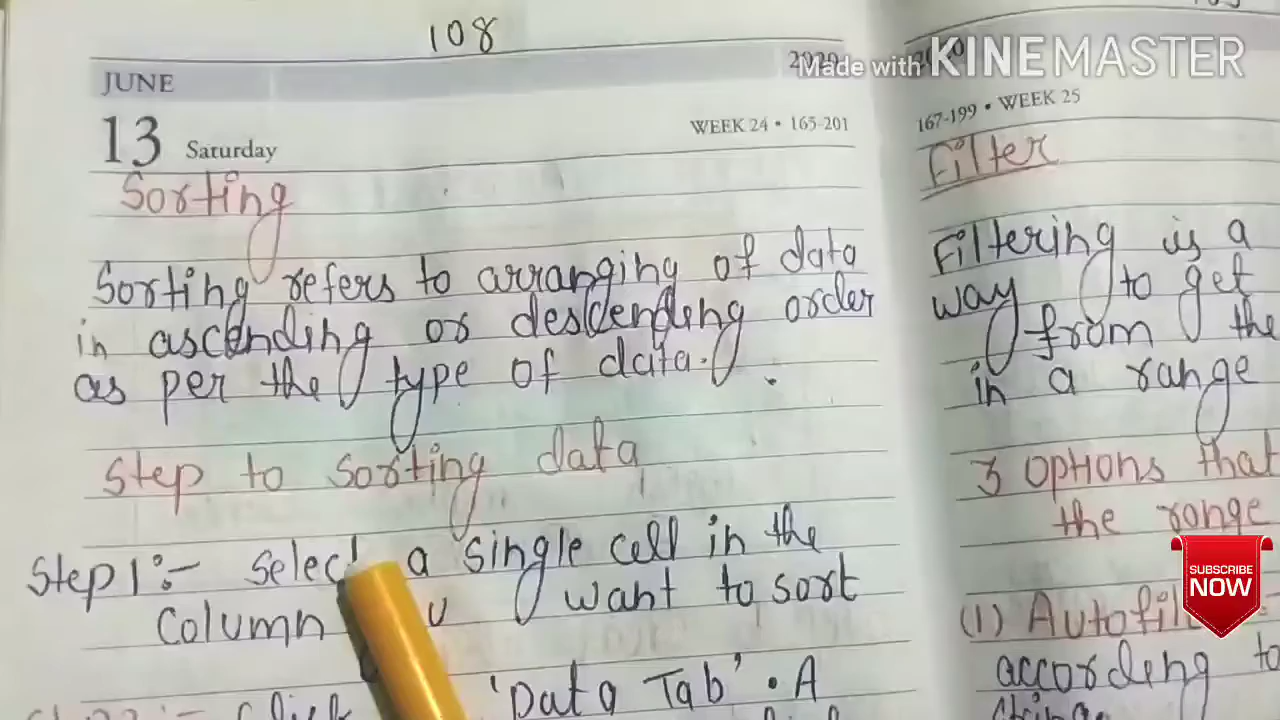 108
JUNE
2020
13 Saturday
WEEK 24 • 165-201
Sorting
Sorting refers to arranging of data
in ascending or descending order
as per the type of data.
Step to sorting data
Step 1:- Select a single cell in the
column u want to sort
Click 'Data Tab'. A
Made with KINEMASTER
167-199 • WEEK 25
Filter
Filtering is a
way to get
from the
in a range
3 options that
the range
(1) Autofil
according to
SUBSCRIBE
NOW